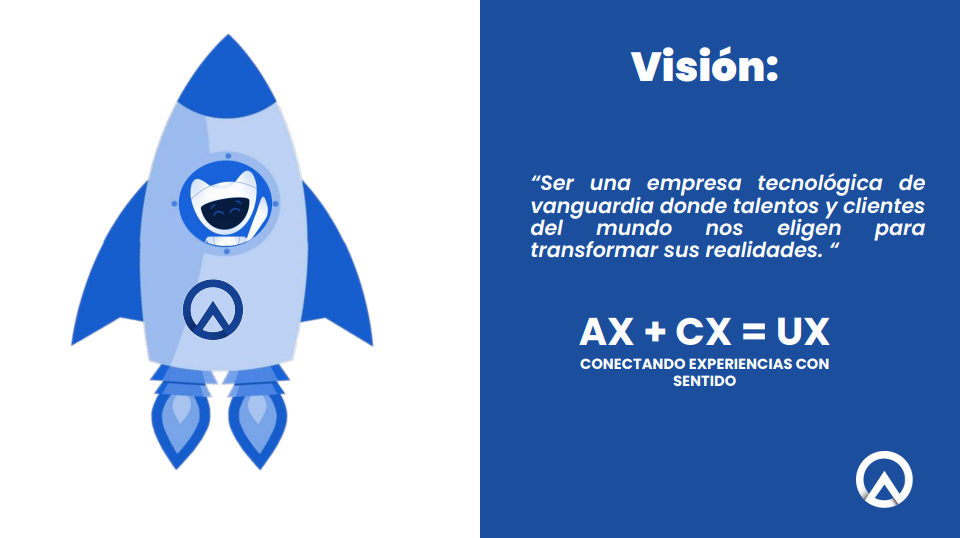 Visión:
“Ser una empresa tecnológica de
vanguardia donde talentos y clientes
del mundo nos eligen para
transformar sus realidades. “
AX + CX = UX
CONECTANDO EXPERIENCIAS CON
SENTIDO